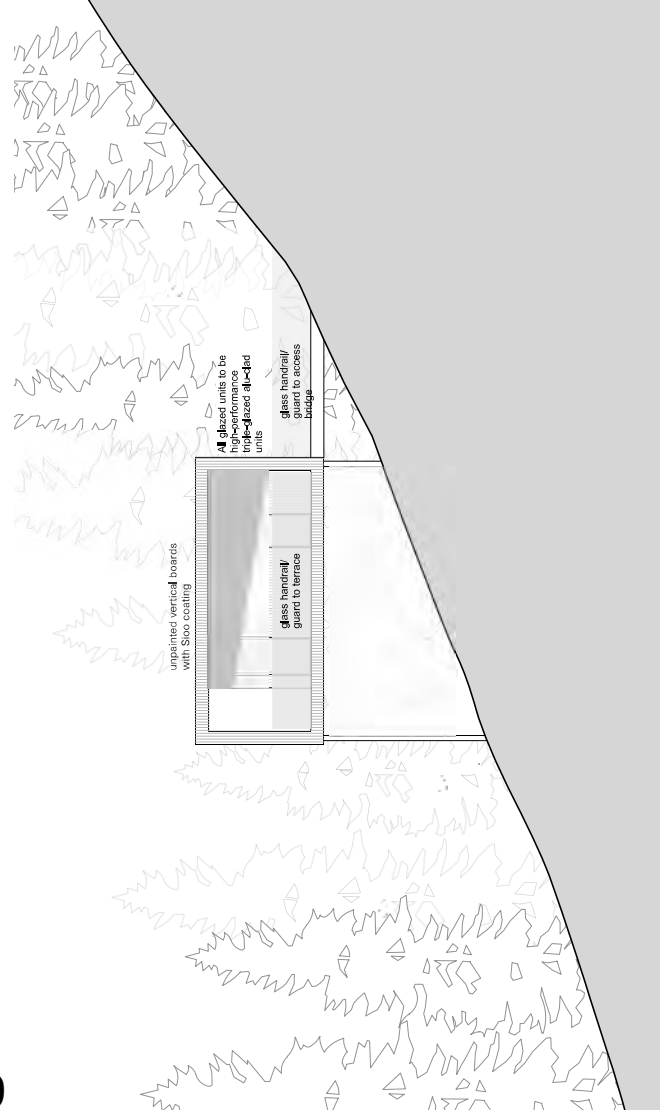 All glazed units to be
high-performance
triple-glazed alu-clad
units
glass handrail/
guard to access
bridge
unpainted vertical boards
with Sioo coating
glass handrail/
guard to terrace